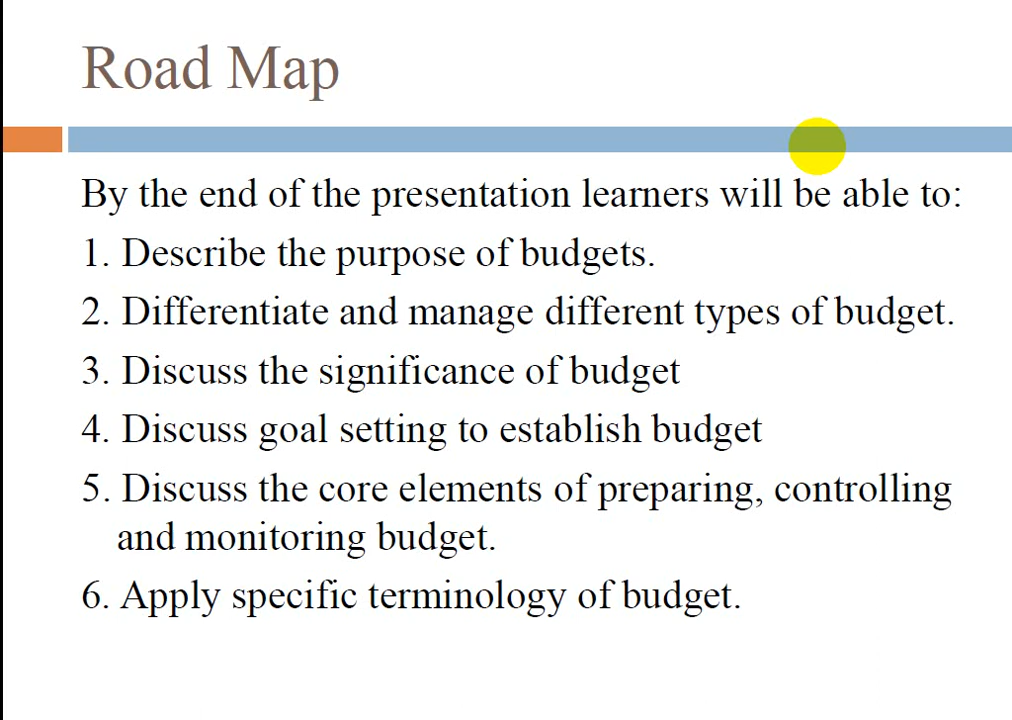 Road Map
By the end of the presentation learners will be able to:
1. Describe the purpose of budgets.
2. Differentiate and manage different types of budget.
3. Discuss the significance of budget
4. Discuss goal setting to establish budget
5. Discuss the core elements of preparing, controlling
and monitoring budget.
6. Apply specific terminology of budget.